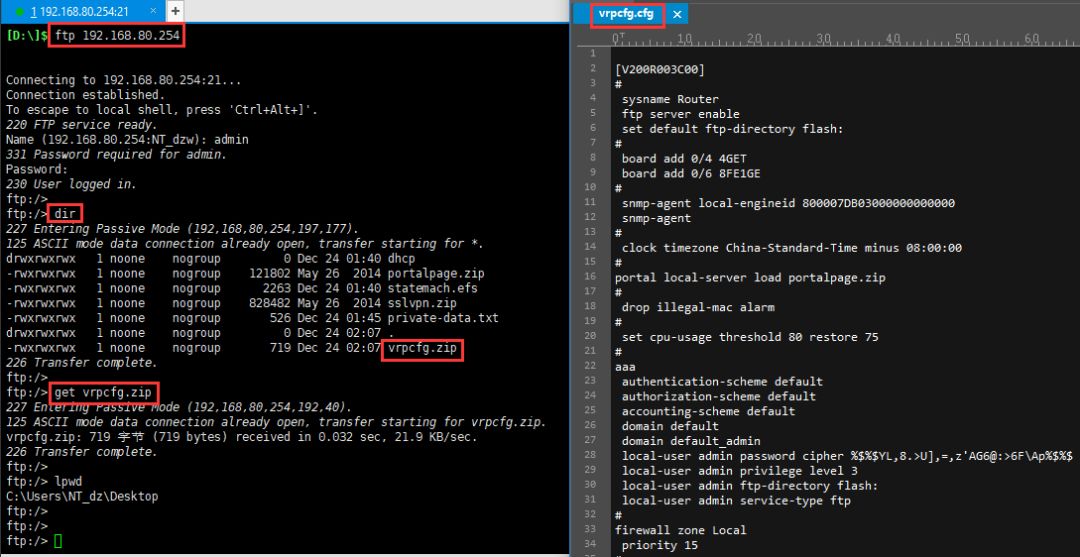 1 192.168.80.254:21 × +
[D:\]$ ftp 192.168.80.254
Connecting to 192.168.80.254:21...
Connection established.
To escape to local shell, press 'Ctrl+Alt+]'.
220 FTP service ready.
Name (192.168.80.254:NT_dzw): admin
331 Password required for admin.
Password:
230 User logged in.
ftp:/>
ftp:/> dir
227 Entering Passive Mode (192,168,80,254,197,177).
125 ASCII mode data connection already open, transfer starting for *.
drwxrwxrwx 1 noone nogroup 0 Dec 24 01:40 dhcp
-rwxrwxrwx 1 noone nogroup 121802 May 26 2014 portalpage.zip
-rwxrwxrwx 1 noone nogroup 2263 Dec 24 01:40 statemach.efs
-rwxrwxrwx 1 noone nogroup 828482 May 26 2014 sslvpn.zip
-rwxrwxrwx 1 noone nogroup 526 Dec 24 01:45 private-data.txt
drwxrwxrwx 1 noone nogroup 0 Dec 24 02:07 .
-rwxrwxrwx 1 noone nogroup 719 Dec 24 02:07 vrpcfg.zip
226 Transfer complete.
ftp:/>
ftp:/> get vrpcfg.zip
227 Entering Passive Mode (192,168,80,254,192,40).
125 ASCII mode data connection already open, transfer starting for vrpcfg.zip.
vrpcfg.zip: 719 字节 (719 bytes) received in 0.032 sec, 21.9 KB/sec.
226 Transfer complete.
ftp:/>
ftp:/> lpwd
C:\Users\NT_dz\Desktop
ftp:/>
ftp:/>
ftp:/>
vrpcfg.cfg ×
0 10 20 30 40 50 60
1
2 [V200R003C00]
3 #
4 sysname Router
5 ftp server enable
6 set default ftp-directory flash:
7 #
8 board add 0/4 4GET
9 board add 0/6 8FE1GE
10 #
11 snmp-agent local-engineid 800007DB03000000000000
12 snmp-agent
13 #
14 clock timezone China-Standard-Time minus 08:00:00
15 #
16 portal local-server load portalpage.zip
17 #
18 drop illegal-mac alarm
19 #
20 set cpu-usage threshold 80 restore 75
21 #
22 aaa
23 authentication-scheme default
24 authorization-scheme default
25 accounting-scheme default
26 domain default
27 domain default_admin
28 local-user admin password cipher %$%$YL,8.>U],=,z'AG6@:>6F\Ap%$%$
29 local-user admin privilege level 3
30 local-user admin ftp-directory flash:
31 local-user admin service-type ftp
32 #
33 firewall zone Local
34 priority 15